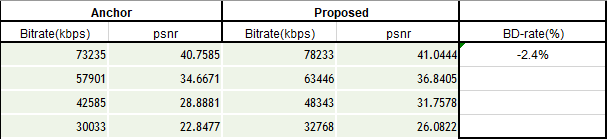 Anchor Proposed
Bitrate(kbps) psnr Bitrate(kbps) psnr BD-rate(%)
73235 40.7585 78233 41.0444 -2.4%
57901 34.6671 63446 36.8405
42585 28.8881 48343 31.7578
30033 22.8477 32768 26.0822